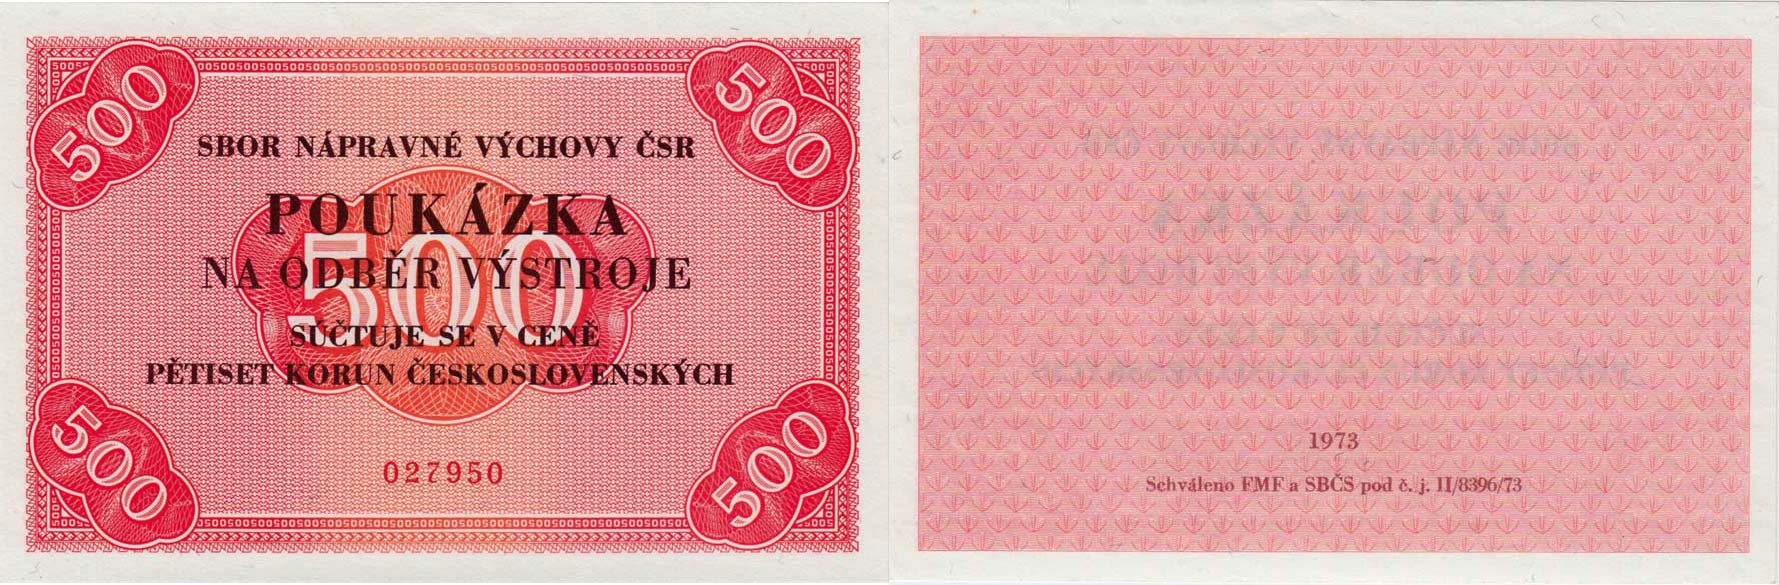 500
500
SBOR NÁPRAVNÉ VÝCHOVY ČSR
POUKÁZKA
500
NA ODBĚR VÝSTROJE
SÚČTUJE SE V CENĚ
PĚTISET KORUN ČESKOSLOVENSKÝCH
500
500
027950
1973
Schváleno FMF a SBČS pod č. j. II/8396/73